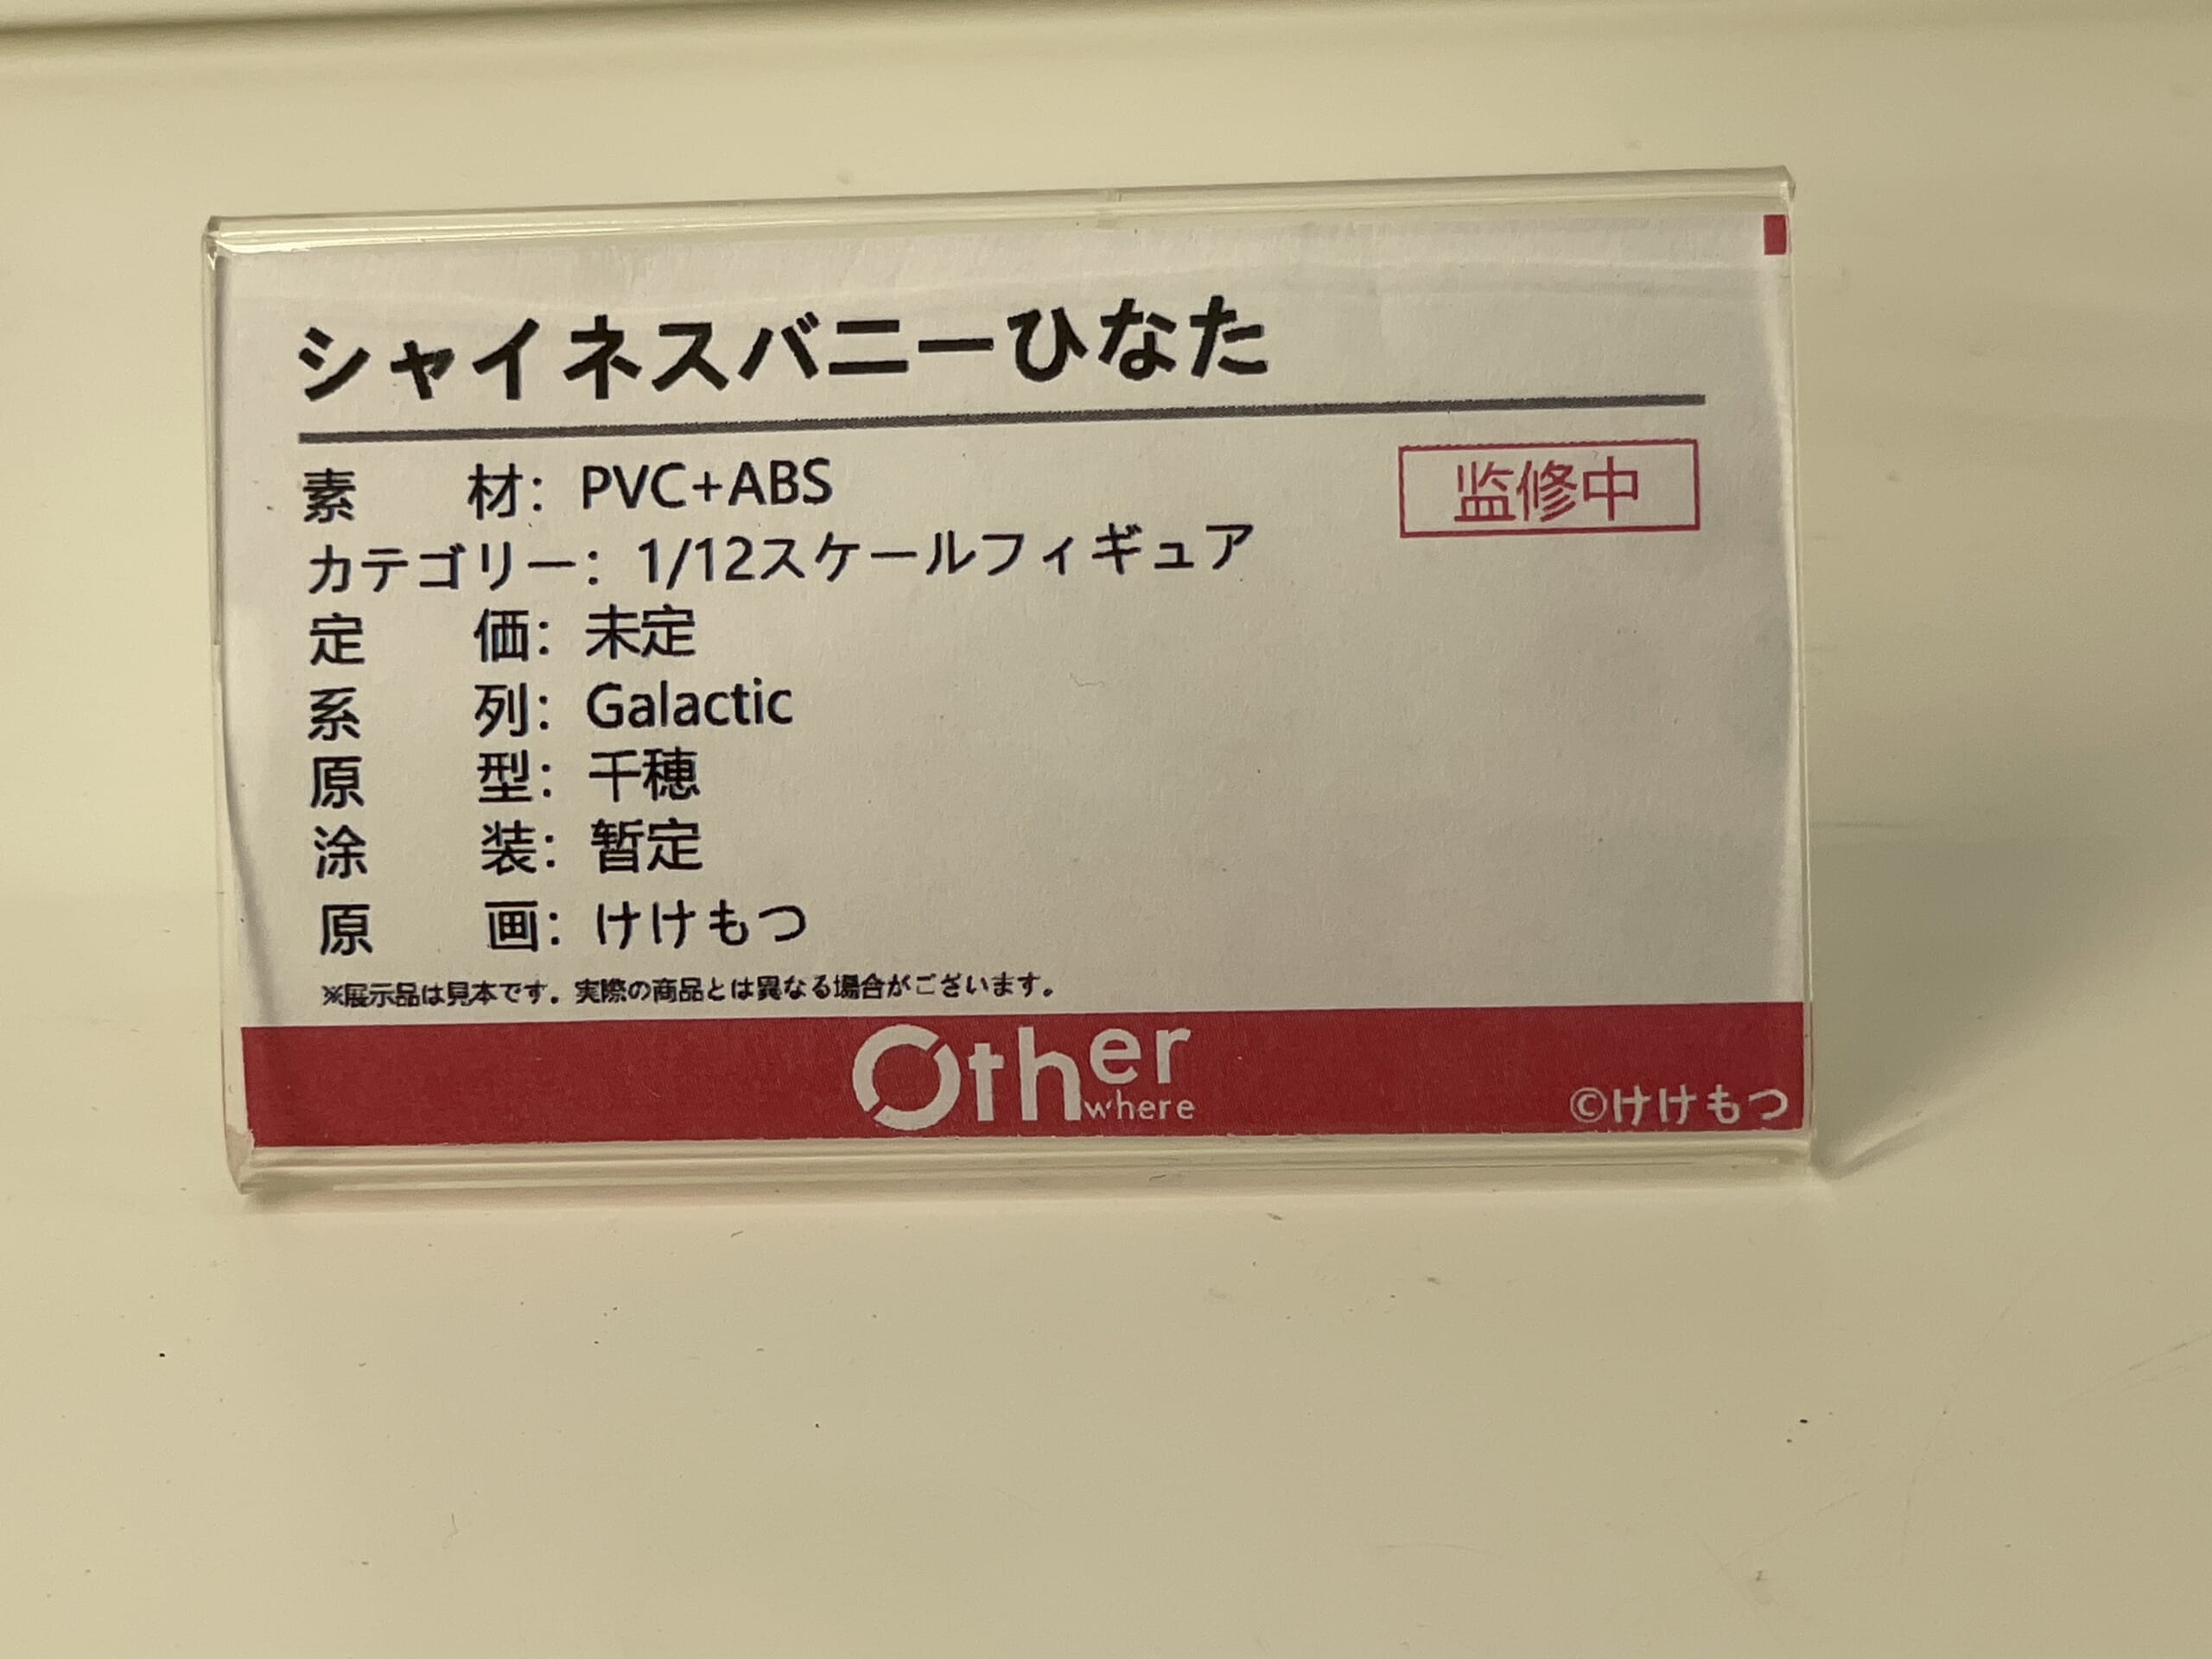 シャイネスバニーひなた
素　　材：PVC+ABS
监修中
カテゴリー：1/12スケールフィギュア
定　　価：未定
系　　列：Galactic
原　　型：千穂
涂　　装：暂定
原　　画：けけもつ
※展示品は見本です。実際の商品とは異なる場合がございます。
Other
where
©けけもつ